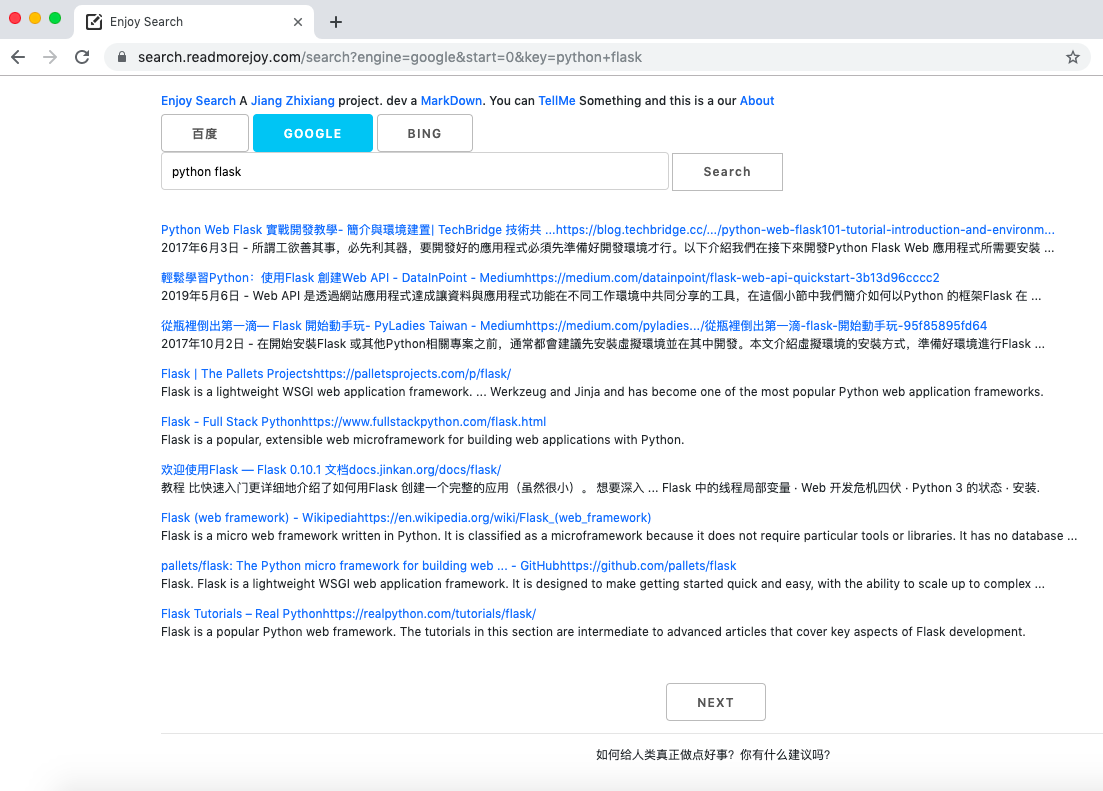 Enjoy Search
search.readmorejoy.com/search?engine=google&start=0&key=python+flask
Enjoy Search A Jiang Zhixiang project. dev a MarkDown. You can TellMe Something and this is a our About
百度 GOOGLE BING
python flask Search
Python Web Flask 實戰開發教學- 簡介與環境建置| TechBridge 技術共 ...https://blog.techbridge.cc/.../python-web-flask101-tutorial-introduction-and-environm...
2017年6月3日 - 所謂工欲善其事，必先利其器，要開發好的應用程式必須先準備好開發環境才行。以下介紹我們在接下來開發Python Flask Web 應用程式所需要安裝 ...
輕鬆學習Python：使用Flask 創建Web API - DataInPoint - Mediumhttps://medium.com/datainpoint/flask-web-api-quickstart-3b13d96cccc2
2019年5月6日 - Web API 是透過網站應用程式達成讓資料與應用程式功能在不同工作環境中共同分享的工具，在這個小節中我們簡介如何以Python 的框架Flask 在 ...
從瓶裡倒出第一滴— Flask 開始動手玩- PyLadies Taiwan - Mediumhttps://medium.com/pyladies.../從瓶裡倒出第一滴-flask-開始動手玩-95f85895fd64
2017年10月2日 - 在開始安裝Flask 或其他Python相關專案之前，通常都會建議先安裝虛擬環境並在其中開發。本文介紹虛擬環境的安裝方式，準備好環境進行Flask ...
Flask | The Pallets Projectshttps://palletsprojects.com/p/flask/
Flask is a lightweight WSGI web application framework. ... Werkzeug and Jinja and has become one of the most popular Python web application frameworks.
Flask - Full Stack Pythonhttps://www.fullstackpython.com/flask.html
Flask is a popular, extensible web microframework for building web applications with Python.
欢迎使用Flask — Flask 0.10.1 文档docs.jinkan.org/docs/flask/
教程 比快速入门更详细地介绍了如何用Flask 创建一个完整的应用（虽然很小）。 想要深入 ... Flask 中的线程局部变量 · Web 开发危机四伏 · Python 3 的状态 · 安装.
Flask (web framework) - Wikipediahttps://en.wikipedia.org/wiki/Flask_(web_framework)
Flask is a micro web framework written in Python. It is classified as a microframework because it does not require particular tools or libraries. It has no database ...
pallets/flask: The Python micro framework for building web ... - GitHubhttps://github.com/pallets/flask
Flask. Flask is a lightweight WSGI web application framework. It is designed to make getting started quick and easy, with the ability to scale up to complex ...
Flask Tutorials – Real Pythonhttps://realpython.com/tutorials/flask/
Flask is a popular Python web framework. The tutorials in this section are intermediate to advanced articles that cover key aspects of Flask development.
NEXT
如何给人类真正做点好事？你有什么建议吗?